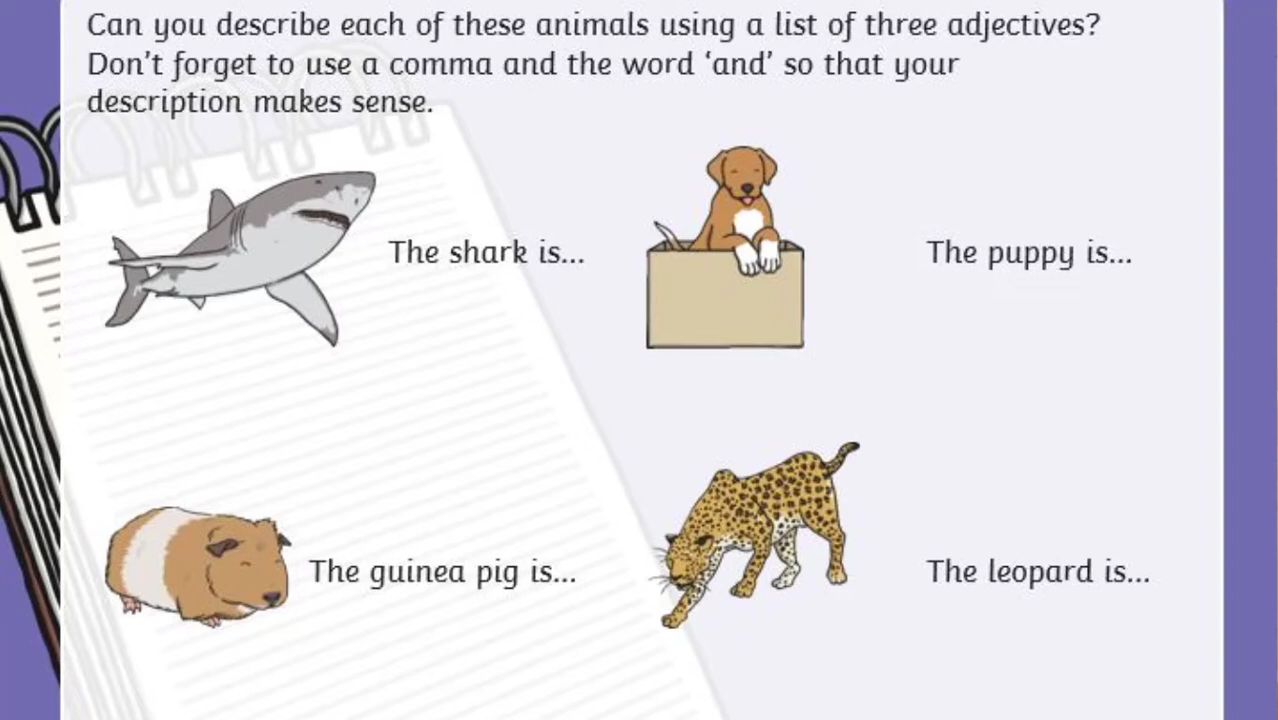 Can you describe each of these animals using a list of three adjectives?
Don't forget to use a comma and the word ‘and’ so that your
description makes sense.
The shark is...
The puppy is...
The guinea pig is...
The leopard is...